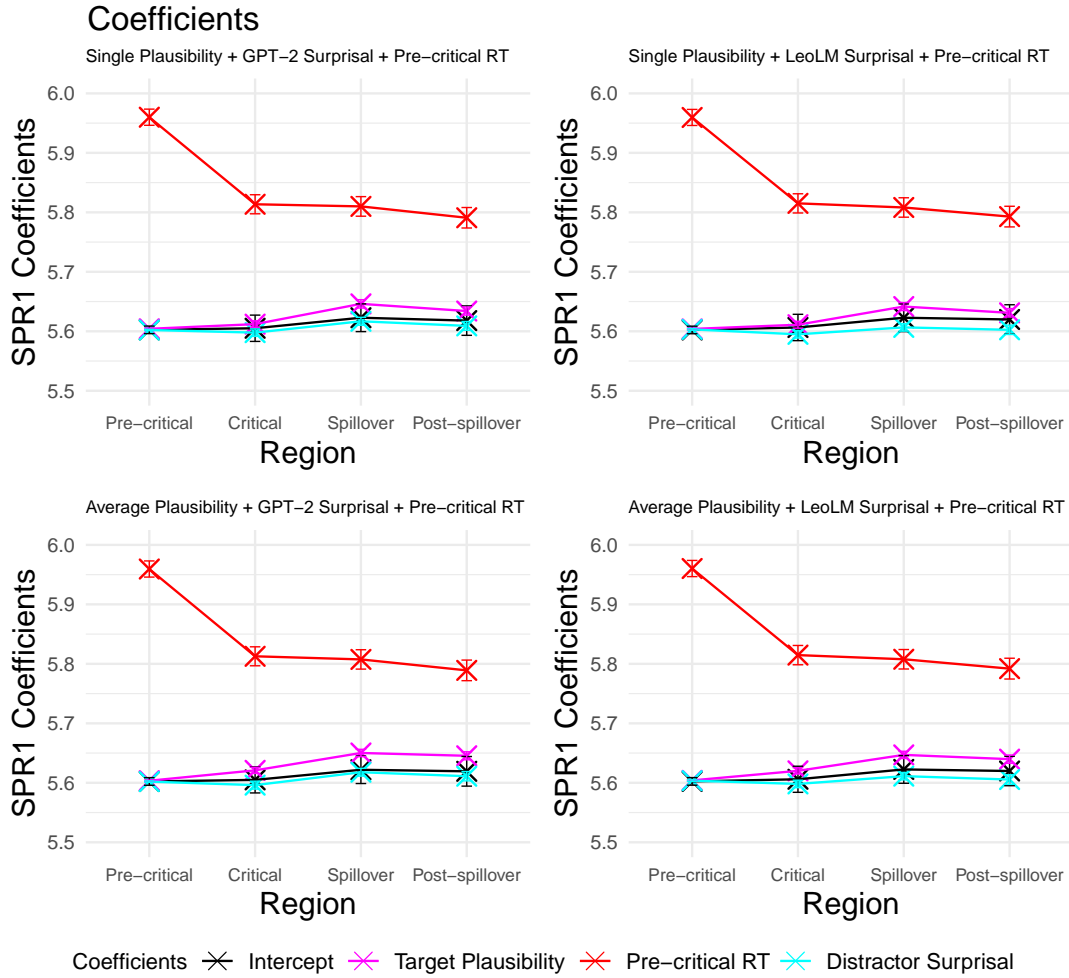 Coefficients
Single Plausibility + GPT−2 Surprisal + Pre−critical RT
6.0
5.9
5.8
5.7
5.6
5.5
SPR1 Coefficients
Pre−critical Critical Spillover Post−spillover
Region
Single Plausibility + LeoLM Surprisal + Pre−critical RT
6.0
5.9
5.8
5.7
5.6
5.5
SPR1 Coefficients
Pre−critical Critical Spillover Post−spillover
Region
Average Plausibility + GPT−2 Surprisal + Pre−critical RT
6.0
5.9
5.8
5.7
5.6
5.5
SPR1 Coefficients
Pre−critical Critical Spillover Post−spillover
Region
Average Plausibility + LeoLM Surprisal + Pre−critical RT
6.0
5.9
5.8
5.7
5.6
5.5
SPR1 Coefficients
Pre−critical Critical Spillover Post−spillover
Region
Coefficients Intercept Target Plausibility Pre−critical RT Distractor Surprisal